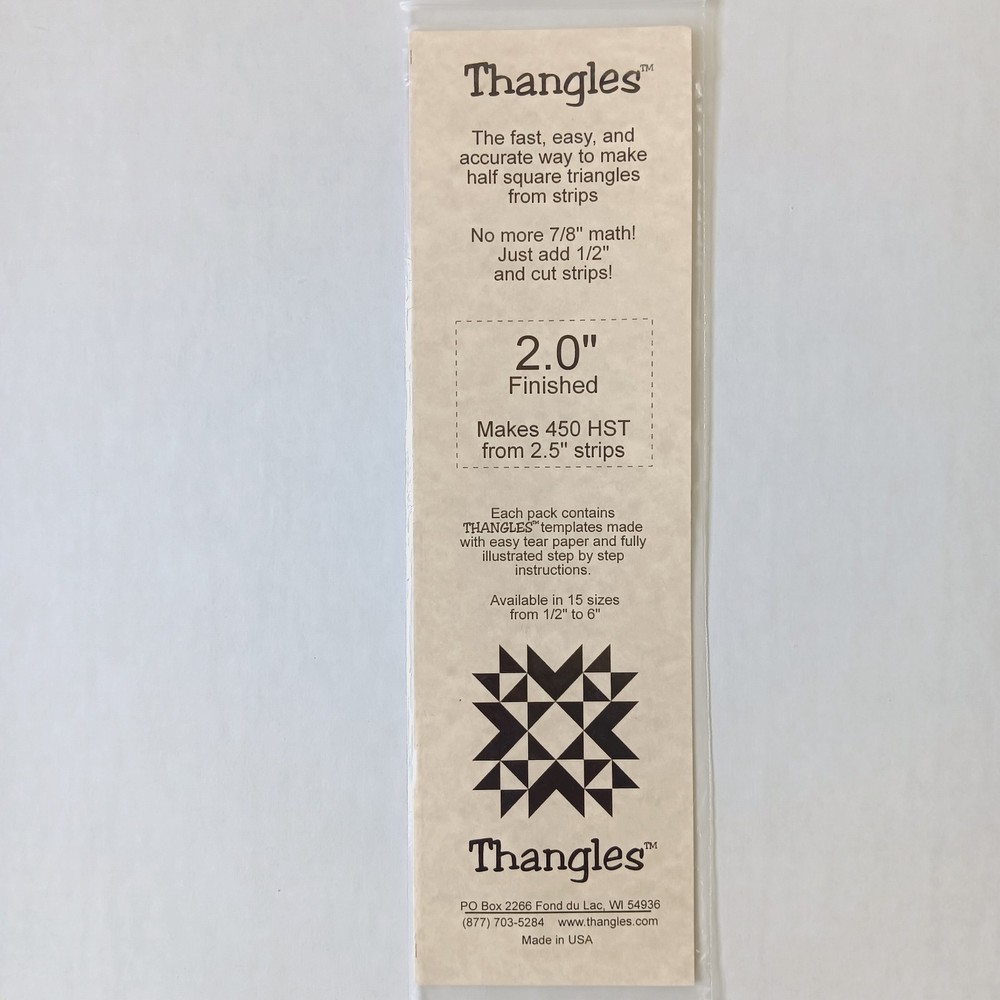 Thangles™
The fast, easy, and
accurate way to make
half square triangles
from strips
No more 7/8" math!
Just add 1/2"
and cut strips!
2.0"
Finished
Makes 450 HST
from 2.5" strips
Each pack contains
THANGLES™ templates made
with easy tear paper and fully
illustrated step by step
instructions.
Available in 15 sizes
from 1/2" to 6"
Thangles™
PO Box 2266 Fond du Lac, WI 54936
(877) 703-5284 www.thangles.com
Made in USA